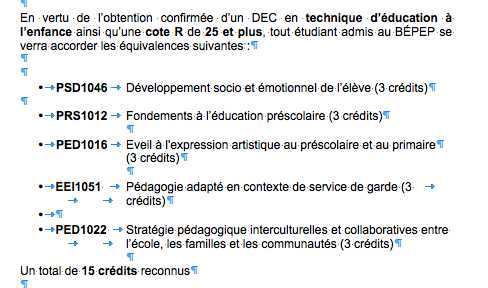 En vertu de l’obtention confirmée d’un DEC en technique d’éducation à
l’enfance ainsi qu’une cote R de 25 et plus, tout étudiant admis au BÉPEP se
verra accorder les équivalences suivantes :
• PSD1046 Développement socio et émotionnel de l’élève (3 crédits)
• PRS1012 Fondements à l’éducation préscolaire (3 crédits)
• PED1016 Eveil à l'expression artistique au préscolaire et au primaire
(3 crédits)
• EEI1051 Pédagogie adapté en contexte de service de garde (3
crédits)
•
• PED1022 Stratégie pédagogique interculturelles et collaboratives entre
l’école, les familles et les communautés (3 crédits)
Un total de 15 crédits reconnus